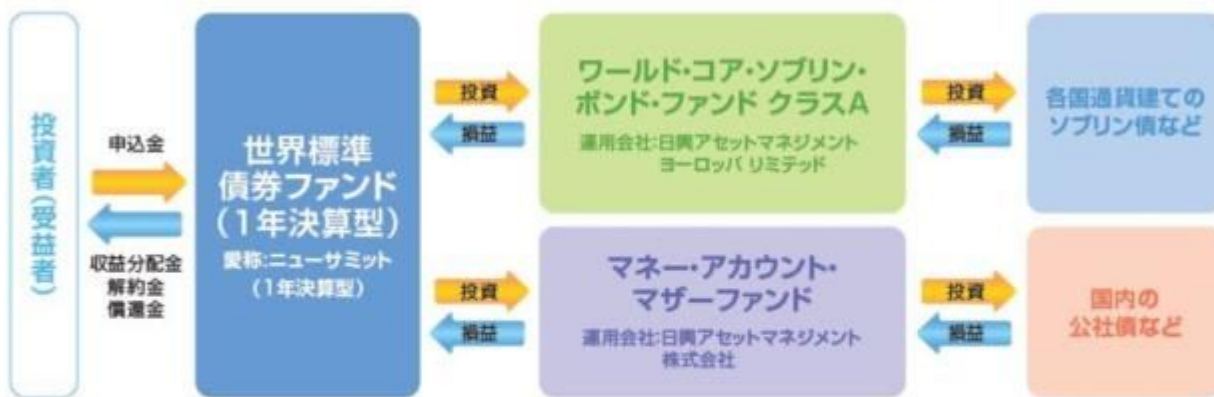 投資者(受益者)
申込金
収益分配金
解約金
償還金
世界標準
債券ファンド
(1年決算型)
愛称:ニューサミット
(1年決算型)
投資
損益
ワールド・コア・ソブリン・
ボンド・ファンド クラスA
運用会社:日興アセットマネジメント
ヨーロッパ リミテッド
投資
損益
各国通貨建ての
ソブリン債など
投資
損益
マネー・アカウント・
マザーファンド
運用会社:日興アセットマネジメント
株式会社
投資
損益
国内の
公社債など